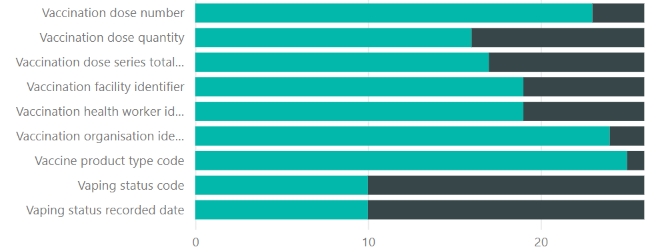 Vaccination dose number
Vaccination dose quantity
Vaccination dose series total...
Vaccination facility identifier
Vaccination health worker id...
Vaccination organisation ide...
Vaccine product type code
Vaping status code
Vaping status recorded date
0 10 20